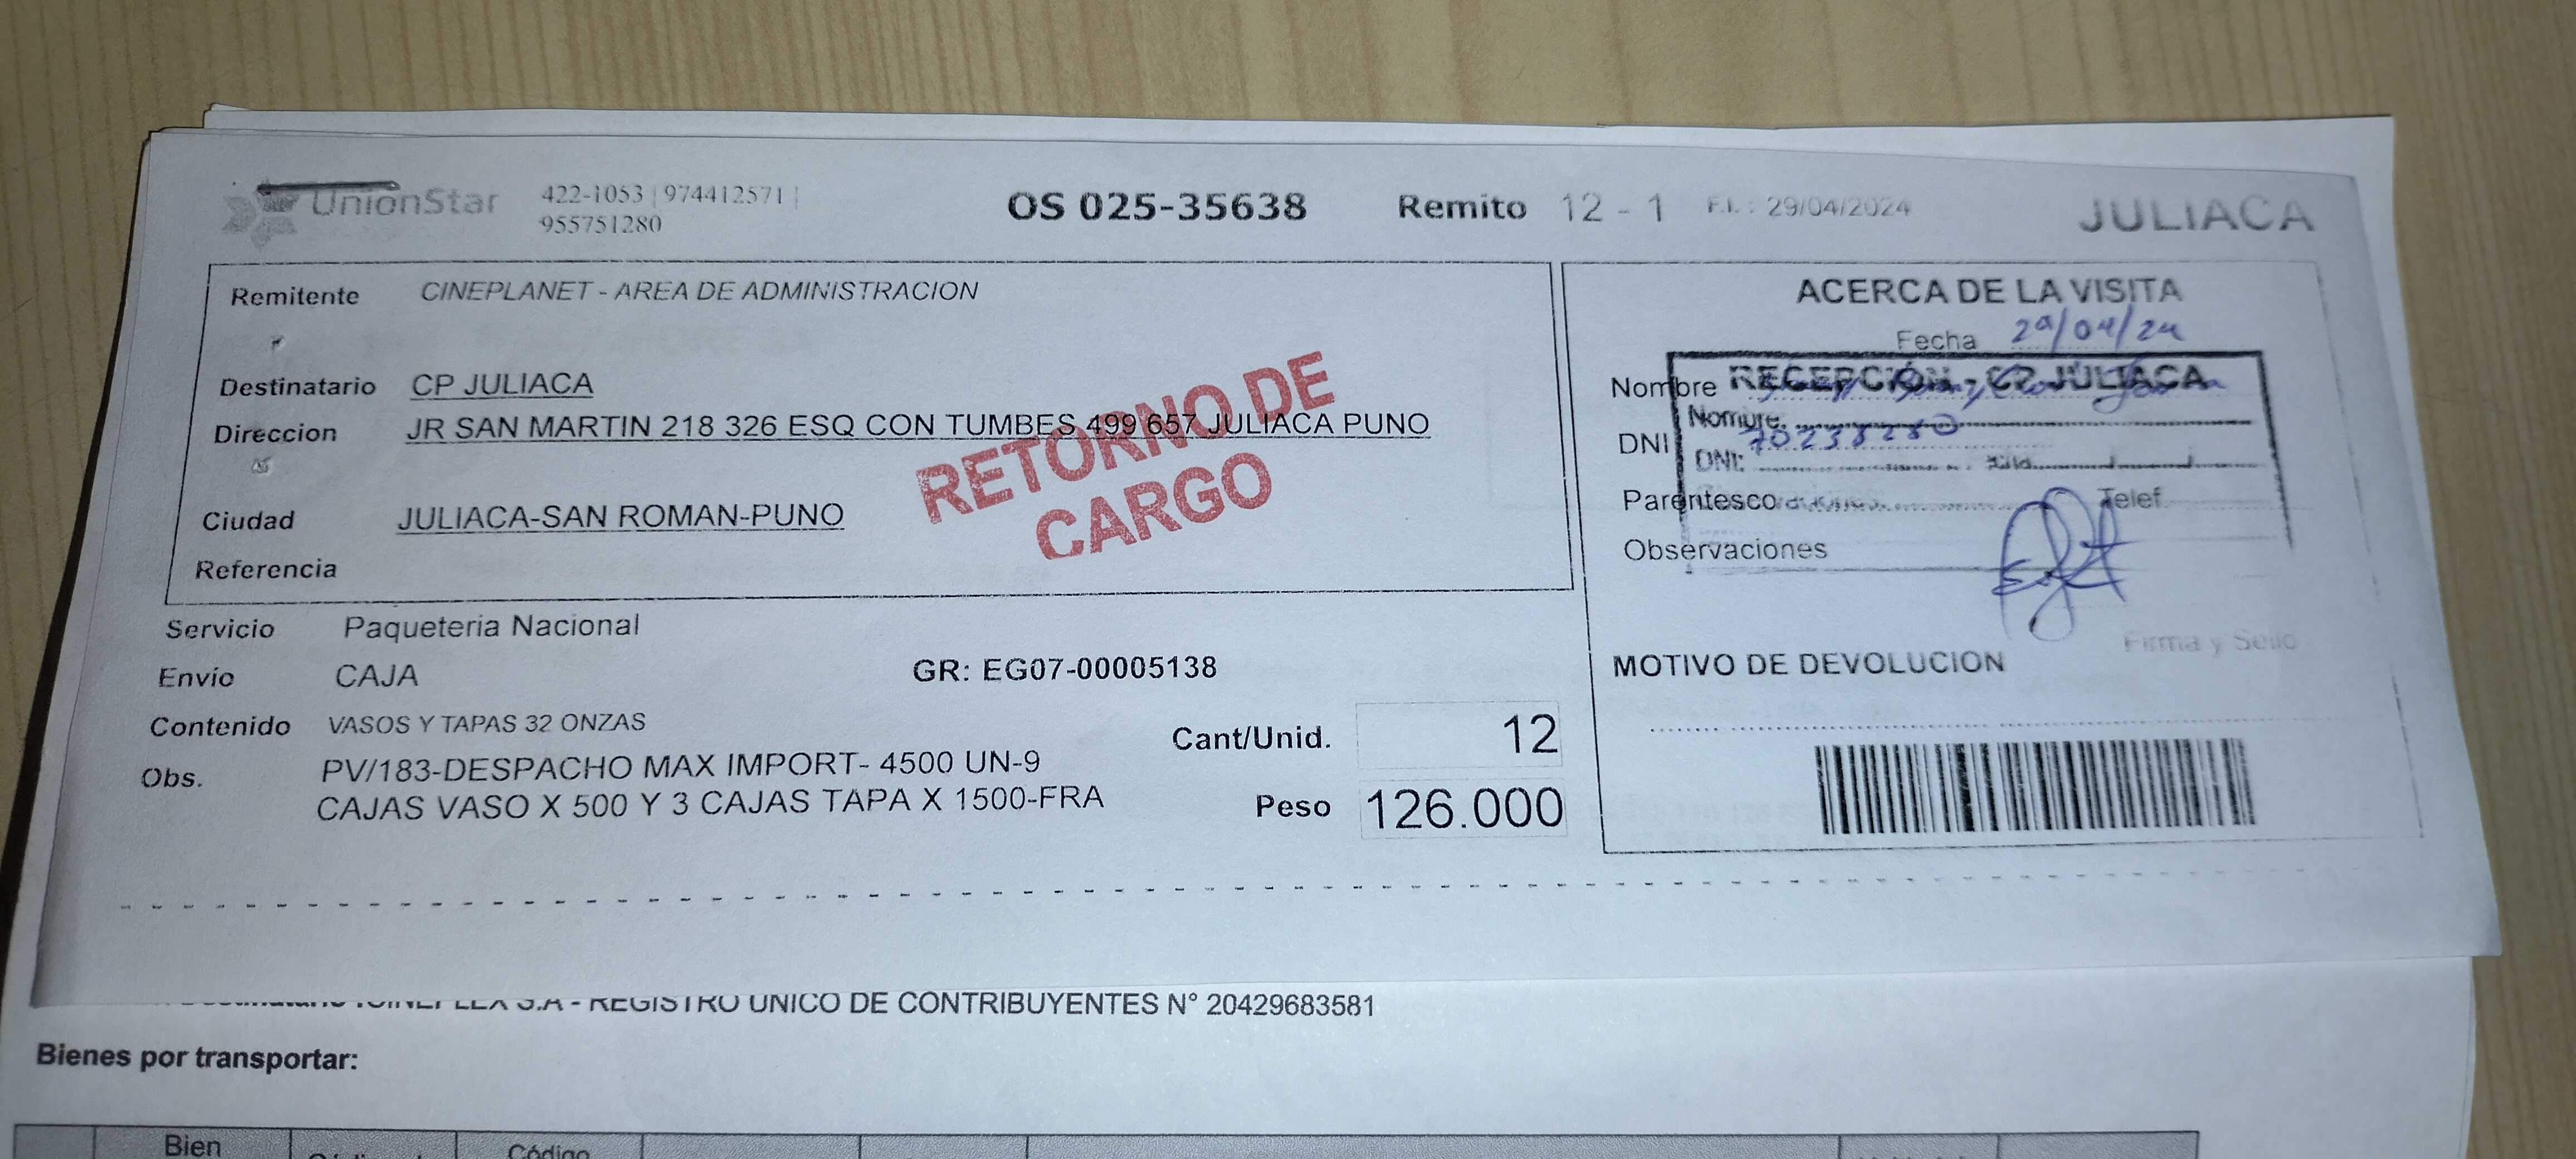 UnionStar
422-1053 | 974412571 |
955751280
OS 025-35638
Remito 12 - 1
F.I. : 29/04/2024
JULIACA
Remitente CINEPLANET - AREA DE ADMINISTRACION
Destinatario CP JULIACA
Direccion JR SAN MARTIN 218 326 ESQ CON TUMBES 499 657 JULIACA PUNO
Ciudad JULIACA-SAN ROMAN-PUNO
Referencia
RETORNO DE
CARGO
Servicio Paqueteria Nacional
Envio CAJA
GR: EG07-00005138
Contenido VASOS Y TAPAS 32 ONZAS
Cant/Unid. 12
Obs. PV/183-DESPACHO MAX IMPORT- 4500 UN-9
CAJAS VASO X 500 Y 3 CAJAS TAPA X 1500-FRA
Peso 126.000
ACERCA DE LA VISITA
Fecha 29/04/24
Nombre
RECEPCIÓN - CP JULIACA
Nombre:
DNI 70238280
DNI:
Parentesco
Telef
Observaciones
Firma y Sello
MOTIVO DE DEVOLUCION
S.A - REGISTRO UNICO DE CONTRIBUYENTES N° 20429683581
Bienes por transportar:
Bien
Código